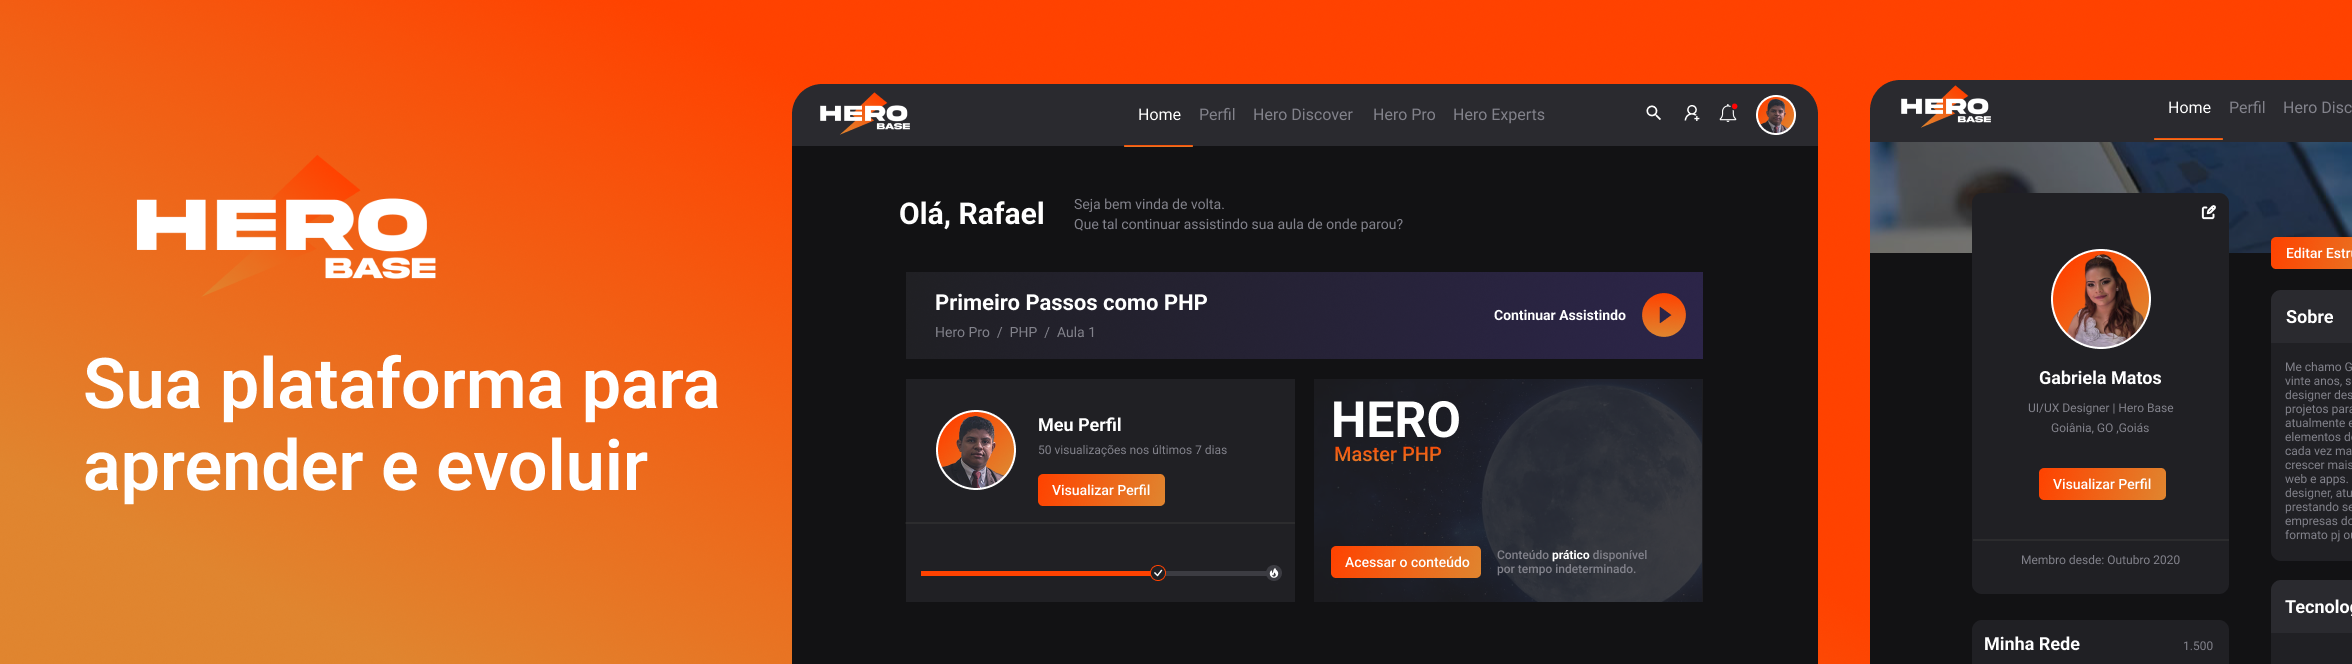 HERO
BASE
Sua plataforma para
aprender e evoluir
HERO
BASE
Home Perfil Hero Discover Hero Pro Hero Experts
Olá, Rafael
Seja bem vinda de volta.
Que tal continuar assistindo sua aula de onde parou?
Primeiro Passos como PHP
Hero Pro / PHP / Aula 1
Continuar Assistindo
Meu Perfil
50 visualizações nos últimos 7 dias
Visualizar Perfil
HERO
Master PHP
Acessar o conteúdo
Conteúdo prático disponível
por tempo indeterminado.
HERO
BASE
Home Perfil Hero Disc
Gabriela Matos
UI/UX Designer | Hero Base
Goiânia, GO ,Goiás
Visualizar Perfil
Membro desde: Outubro 2020
Minha Rede 1.500
Editar Estr
Sobre
Me chamo G
vinte anos, s
designer des
projetos para
atualmente e
elementos d
cada vez ma
crescer mais
web e apps.
designer, atu
prestando se
empresas do
formato pj ou
Tecnolog